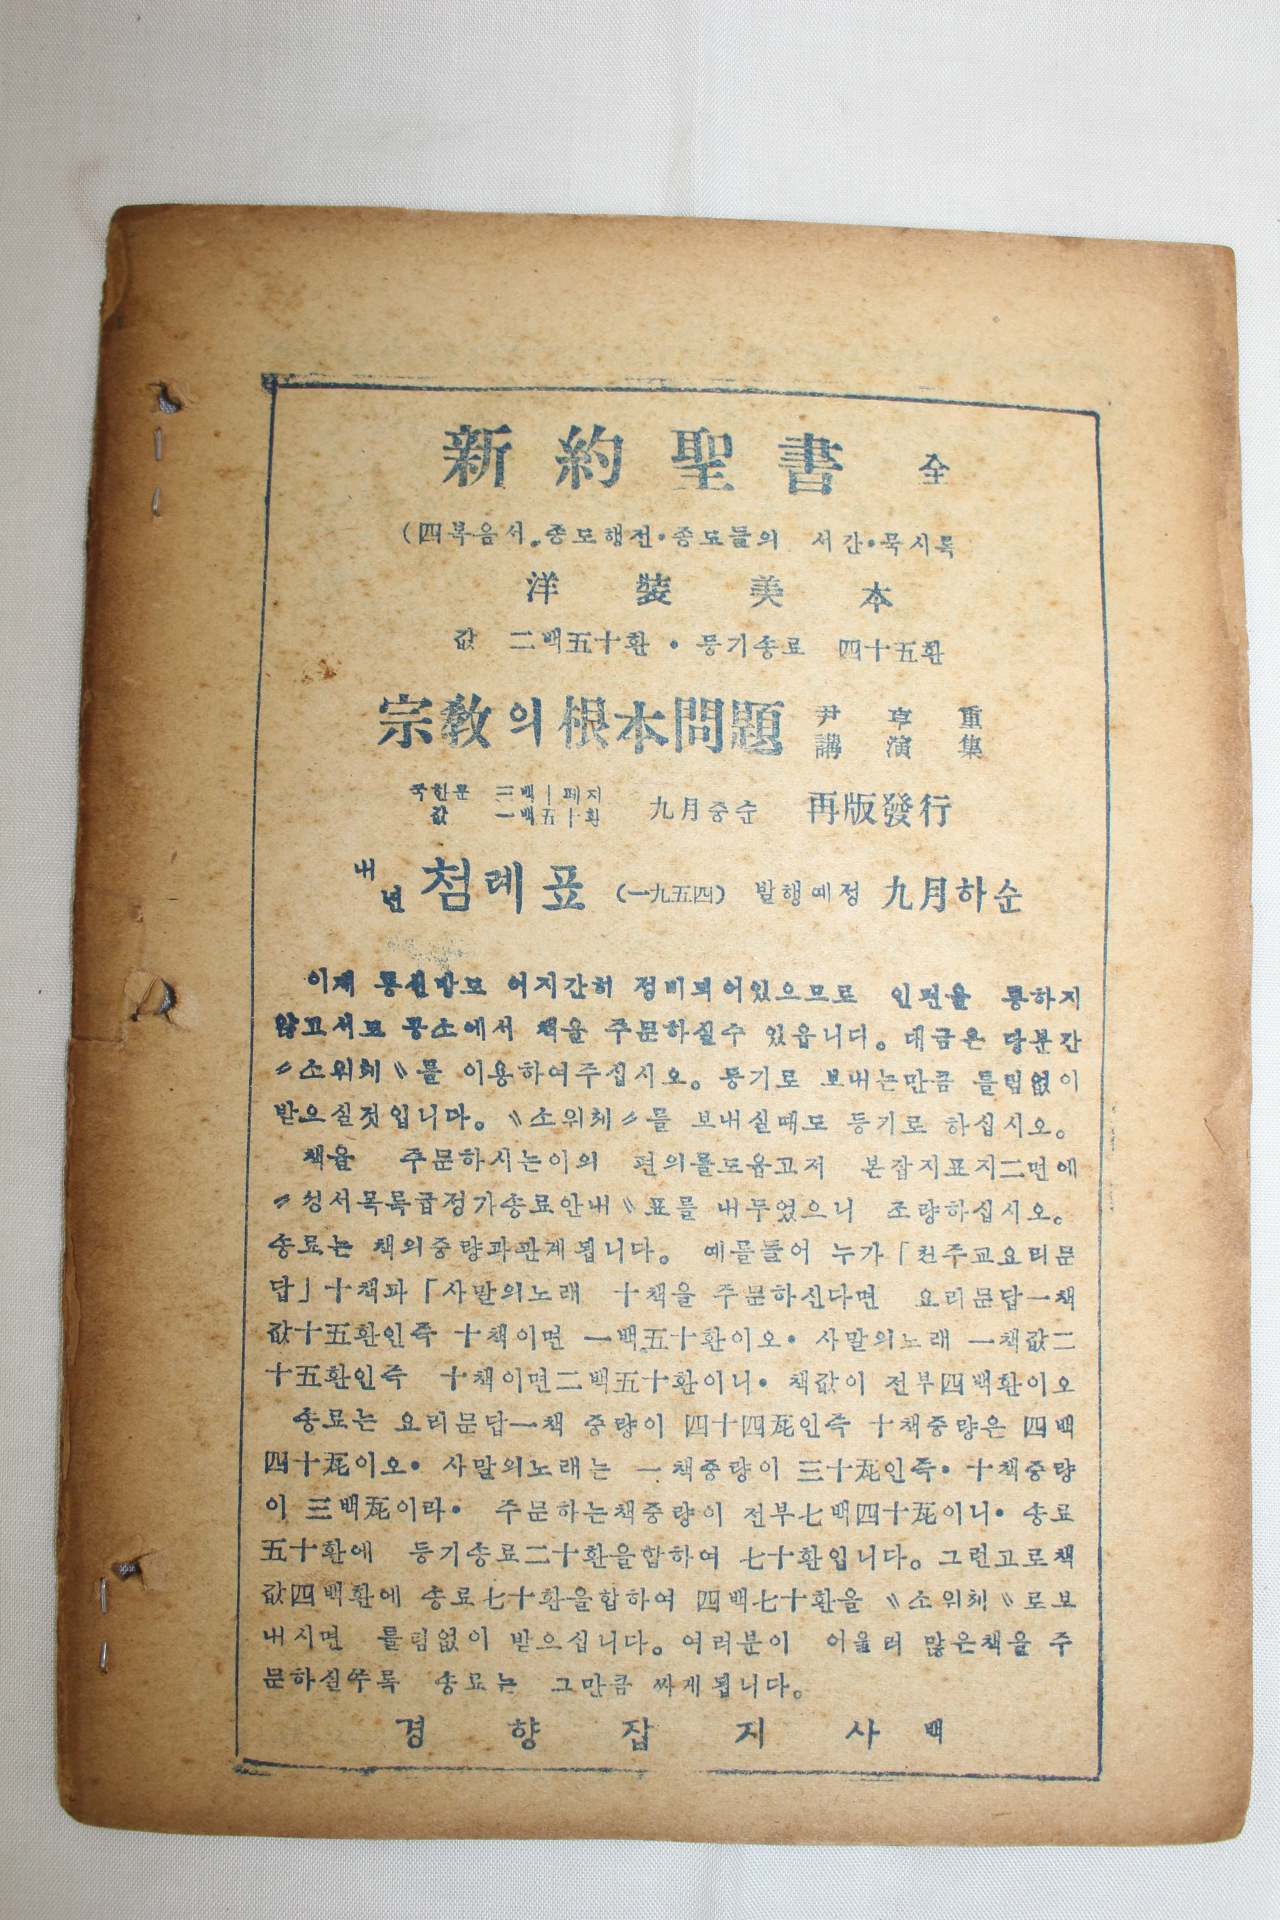 新約聖書 全
(四복음서。종도행전·종도들의 서간·묵시록
洋裝美本
값 二백五十환·등기송료 四十五환
宗敎의根本問題 尹亨重 講演集
국한문 三백十페지
값 一백五十환
九月중순 再版發行
내년 첨례표 (一九五四) 발행예정 九月하순
이제 통신망도 어지간히 정비되어있으므로 인편을 통하지
않고서도 공소에서 책을 주문하실수 있읍니다。대금은 당분간
《소위체》를 이용하여주십시오。등기로 보내는만큼 틀림없이
받으실것입니다。《소위체》를 보내실때도 등기로 하십시오。
책을 주문하시는이의 편의를도웁고저 본잡지표지二면에
《성서목록급정가송료안내》표를 내두었으니 조량하십시오。
송료는 책의중량과관계됩니다。예를들어 누가「천주교요리문
답」十책과「사말의노래 十책을 주문하신다면 요리문답一책
값十五환인즉 十책이면 一백五十환이오·사말의노래 一책값二
十五환인즉 十책이면二백五十환이니·책값이 전부四백환이오
송료는 요리문답一책 중량이 四十四瓦인즉 十책중량은 四백
四十瓦이오·사말의노래는 一책중량이 三十瓦인즉·十책중량
이 三백瓦이라·주문하는책중량이 전부七백四十瓦이니·송료
五十환에 등기송료二十환을합하여 七十환입니다。그런고로책
값四백환에 송료七十환을합하여 四백七十환을《소위체》로보
내시면 틀림없이 받으십니다。여러분이 어울러 많은책을 주
문하실쑤록 송료는 그만큼 싸게됩니다。
경향잡지사 백